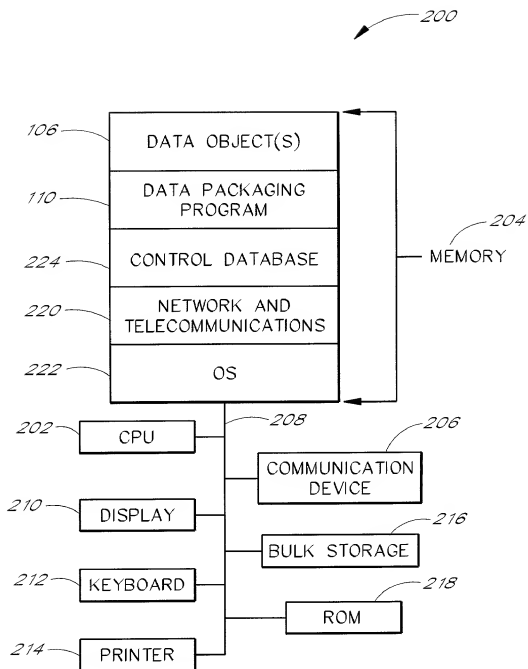 200
106
DATA OBJECT(S)
110
DATA PACKAGING
PROGRAM
204
MEMORY
224
CONTROL DATABASE
220
NETWORK AND
TELECOMMUNICATIONS
222
OS
208
202
CPU
206
COMMUNICATION
DEVICE
210
DISPLAY
216
BULK STORAGE
212
KEYBOARD
218
ROM
214
PRINTER